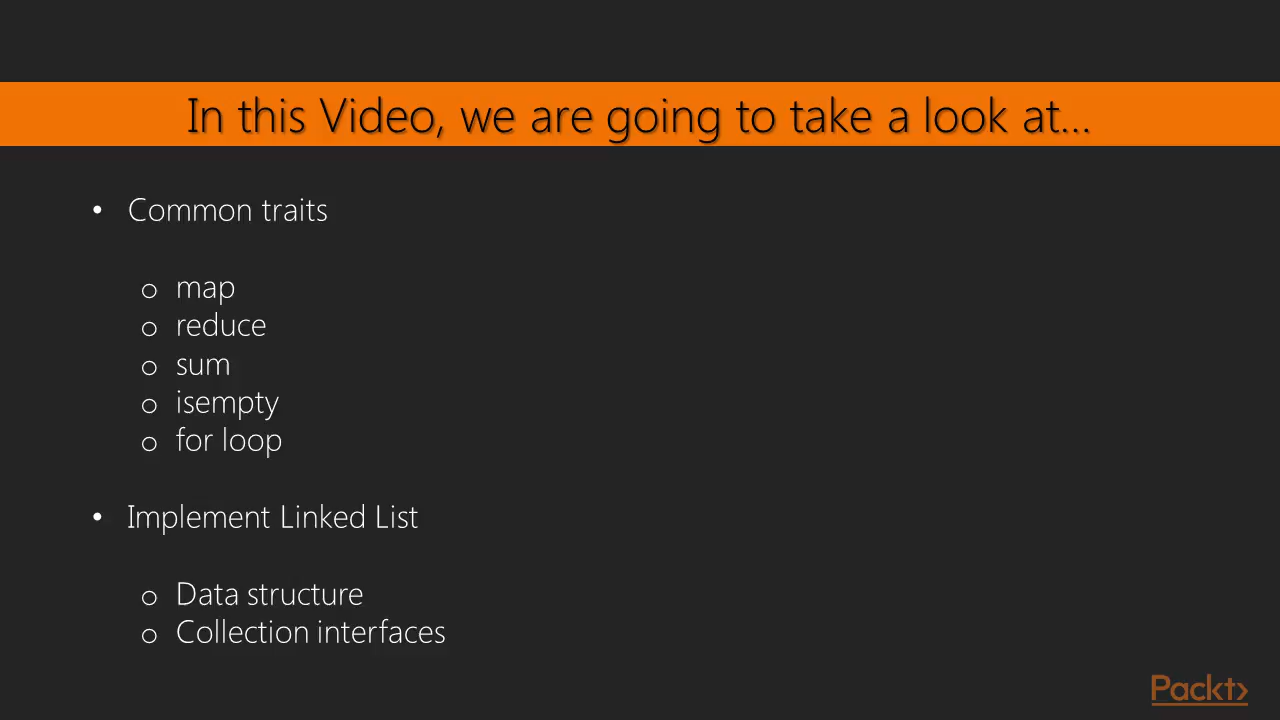 In this Video, we are going to take a look at...
• Common traits
o map
o reduce
o sum
o isempty
o for loop
• Implement Linked List
o Data structure
o Collection interfaces
Packt>